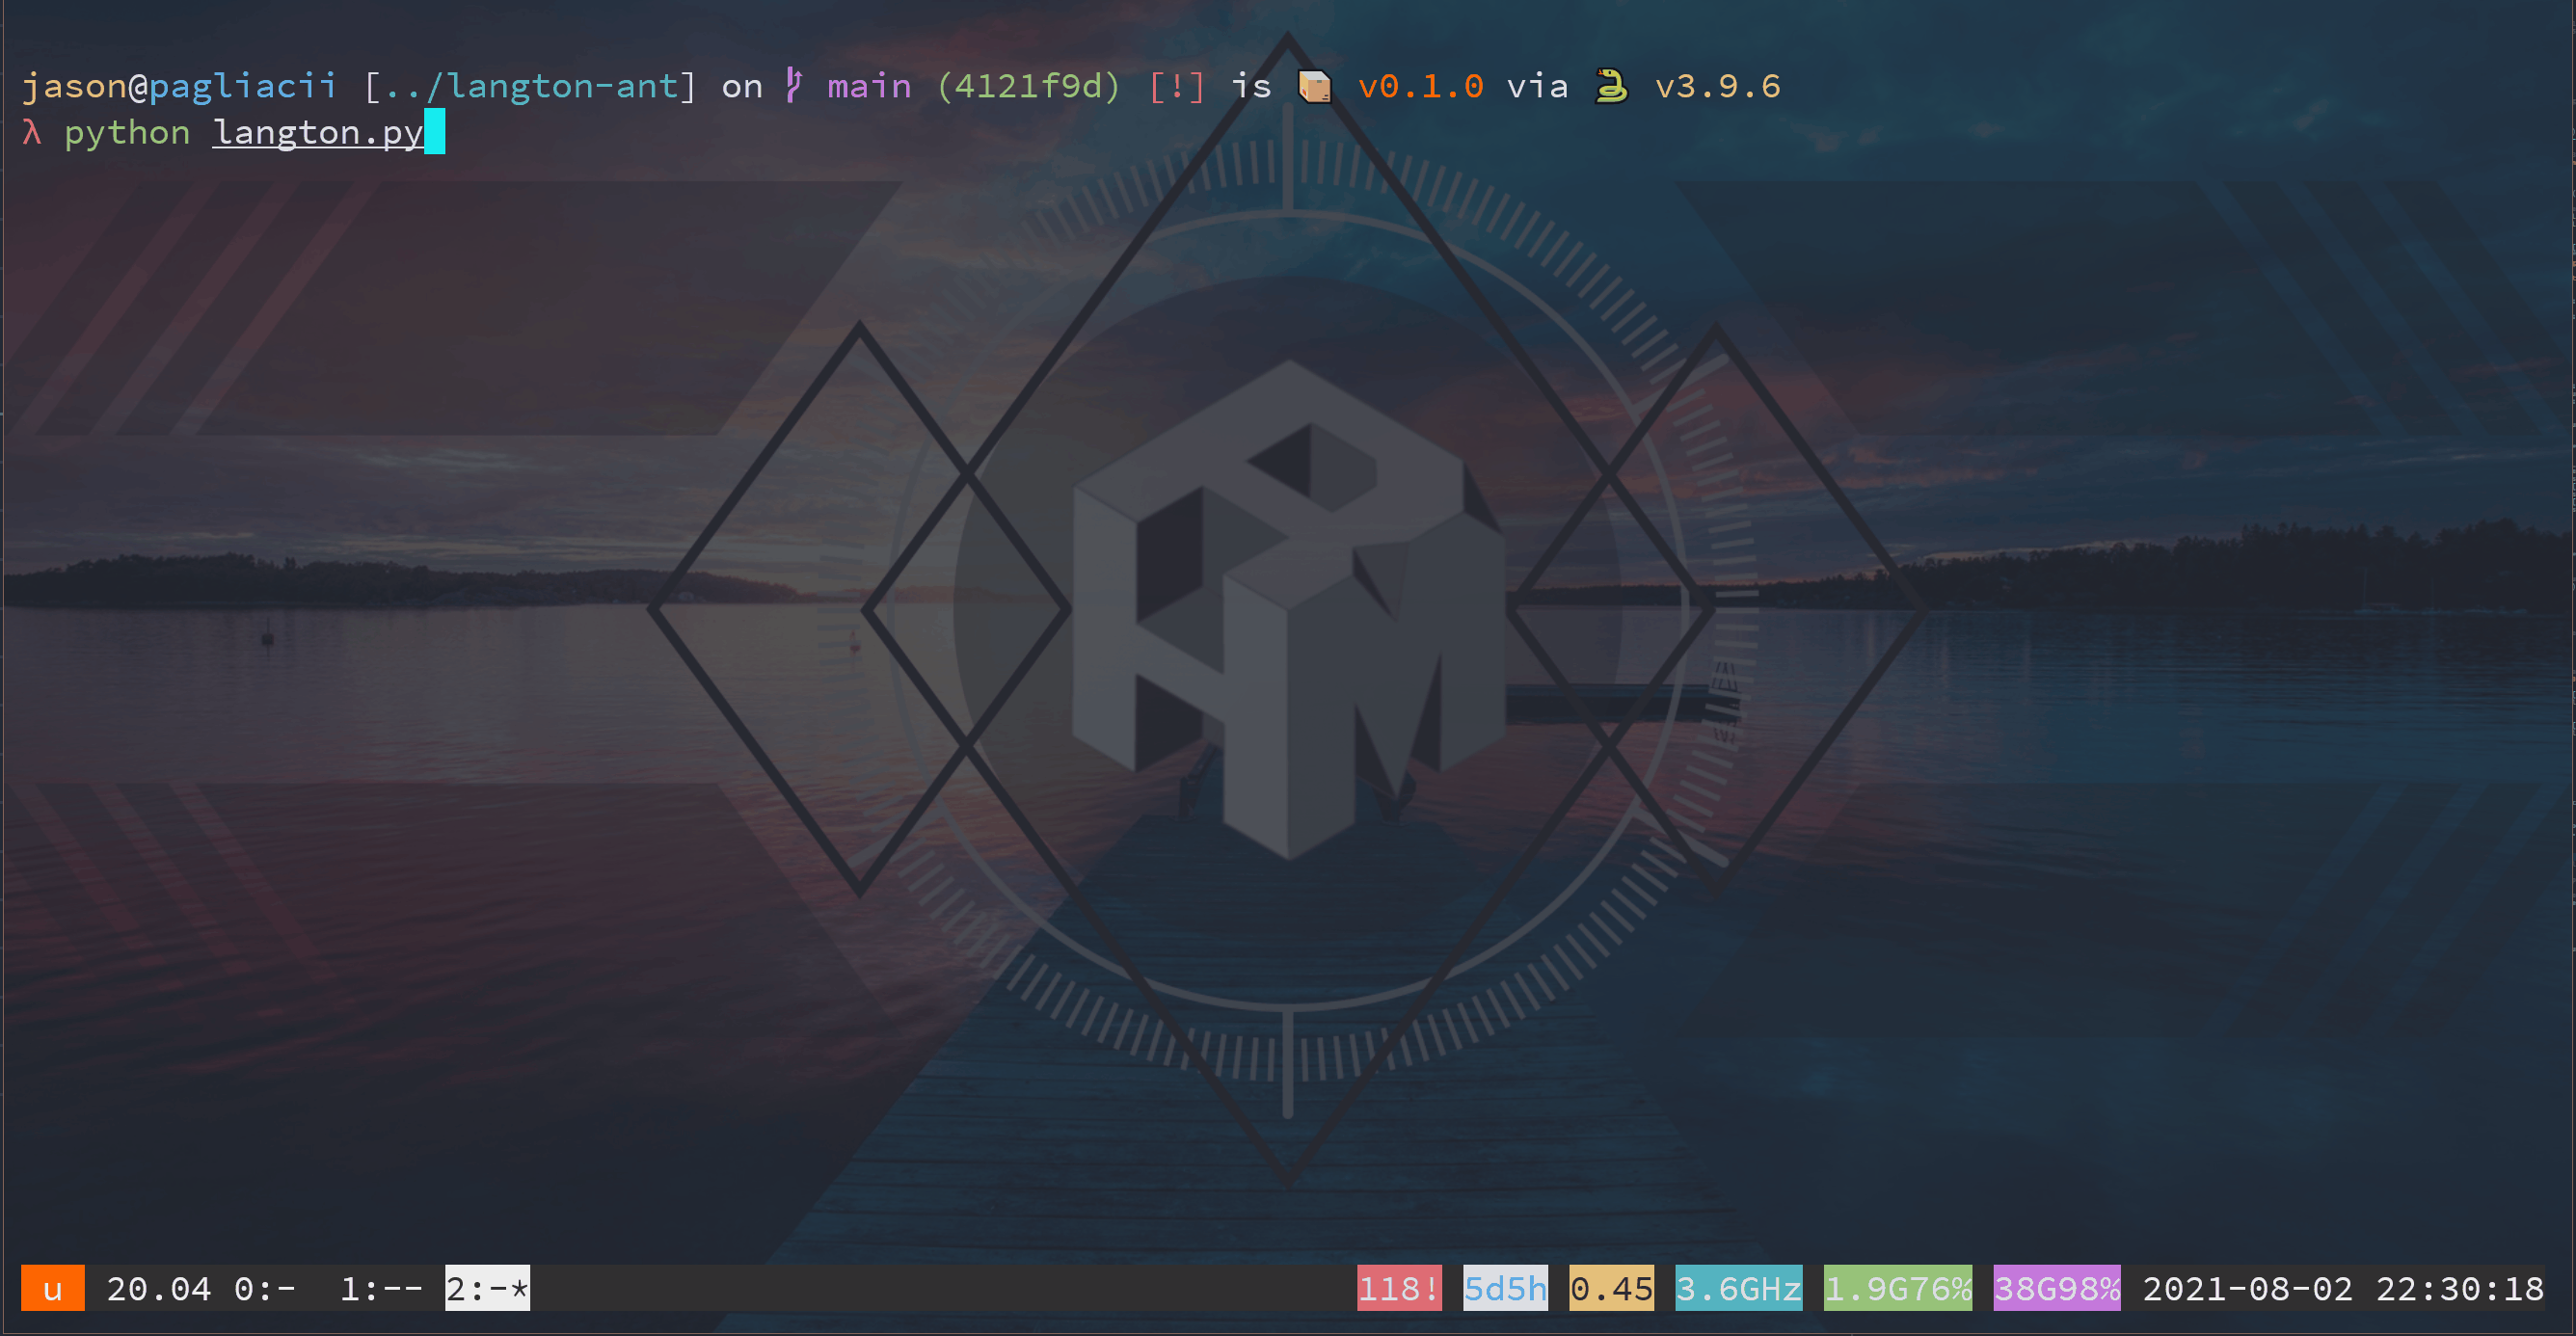 jason@pagliacii [../langton-ant] on main (4121f9d) [!] is 📦 v0.1.0 via 🐍 v3.9.6
λ python langton.py
u 20.04 0:- 1:-- 2:-* 118! 5d5h 0.45 3.6GHz 1.9G76% 38G98% 2021-08-02 22:30:18